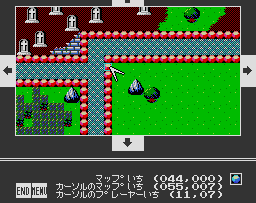 マップいち (044,000)
END MENU カーソルのマップいち (055,007)
カーソルのプレーヤーいち (11,07)